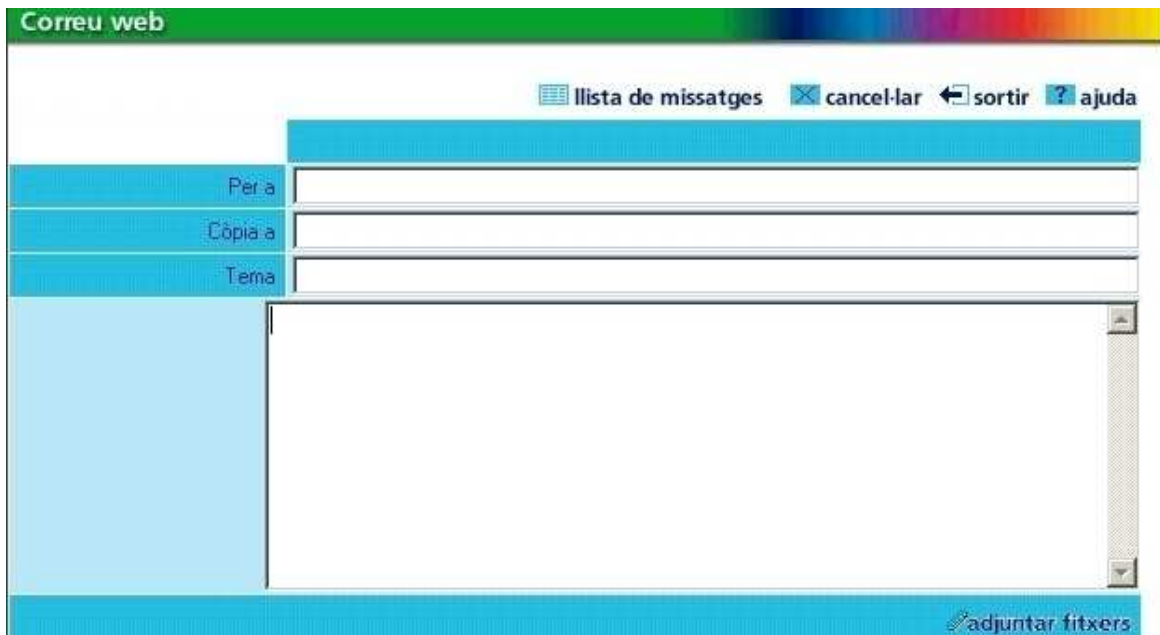 Correu web
llista de missatges cancel·lar sortir ? ajuda
Per a
Còpia a
Tema
adjuntar fitxers